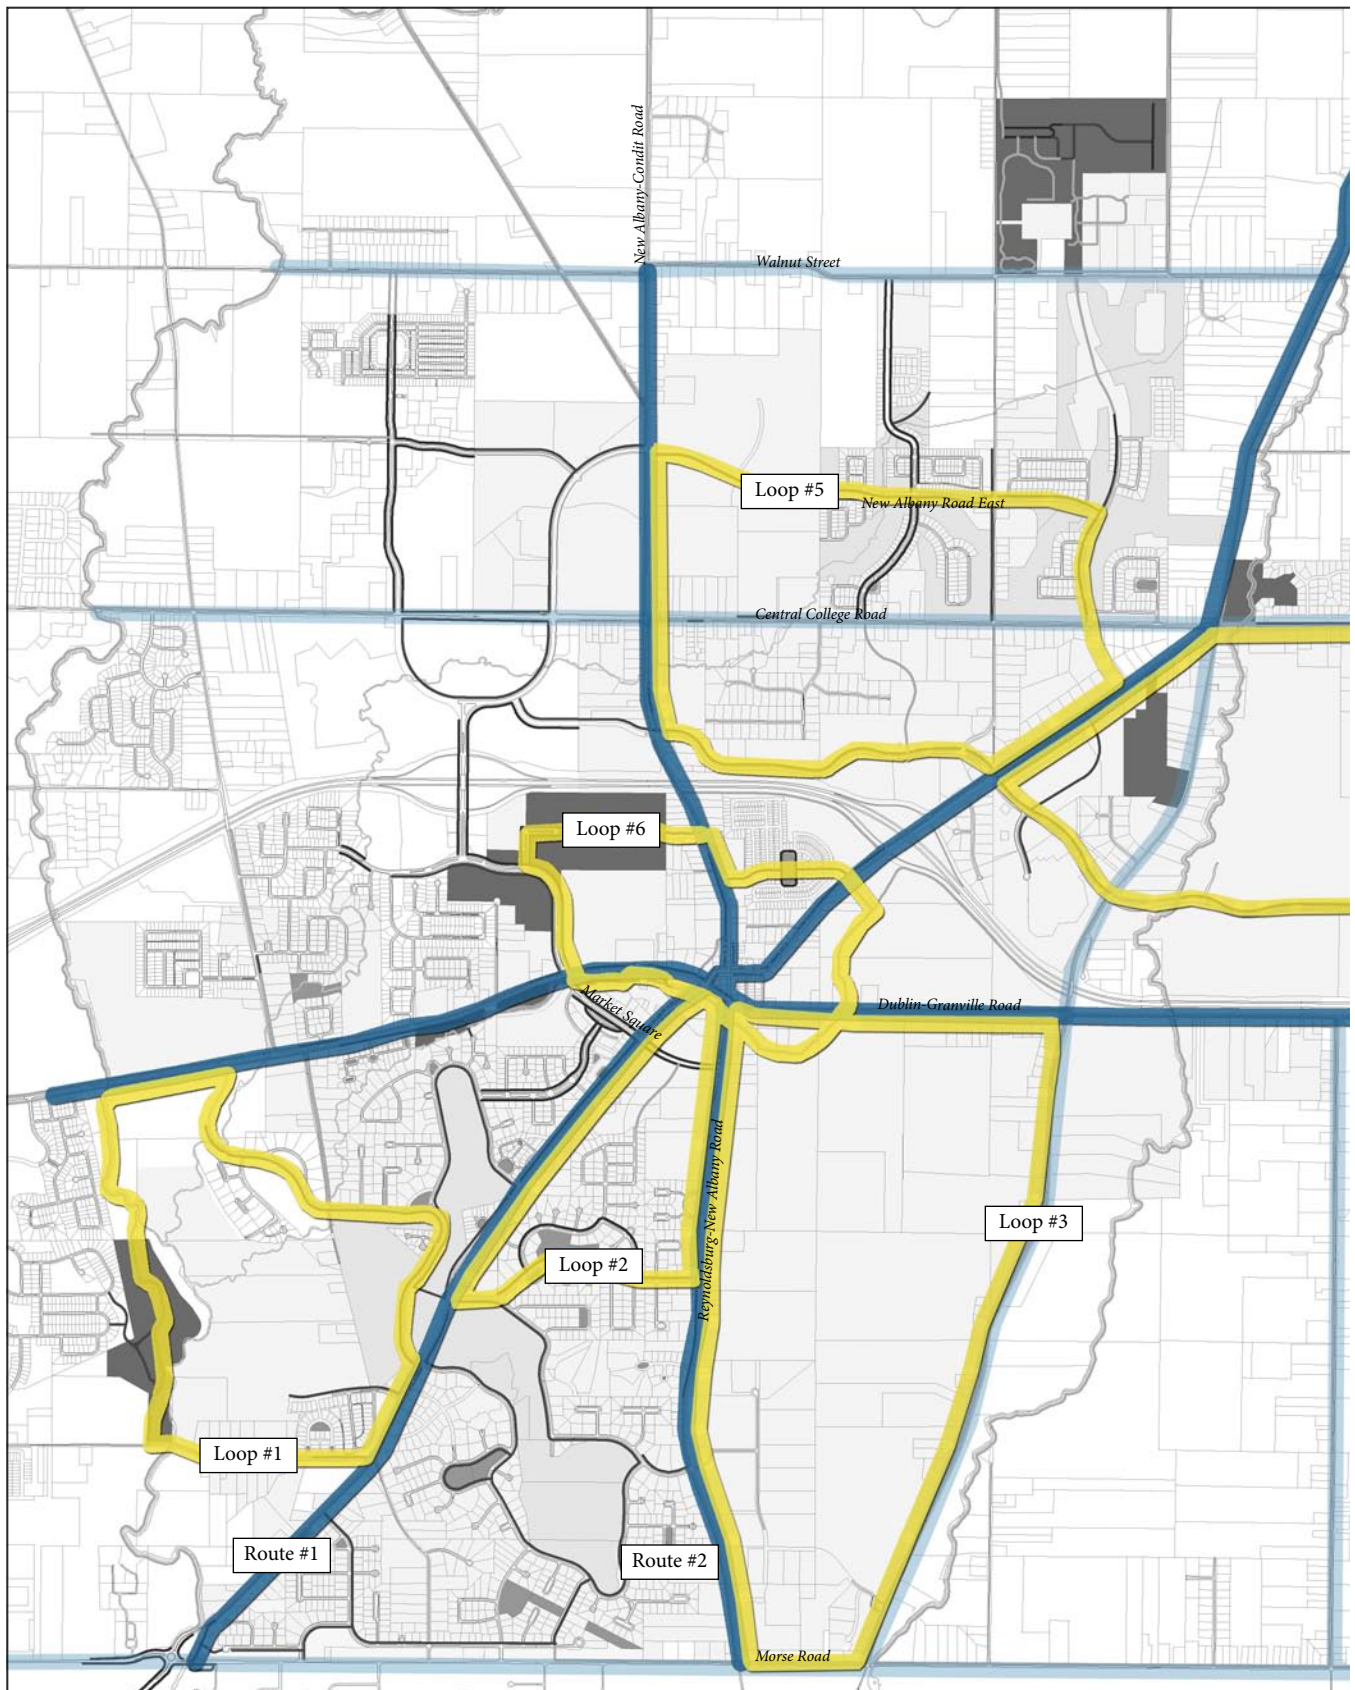 New Albany-Condit Road
Walnut Street
Loop #5
New Albany Road East
Central College Road
Loop #6
Market Square
Dublin-Granville Road
Reynoldsburg-New Albany Road
Loop #3
Loop #2
Loop #1
Route #1
Route #2
Morse Road